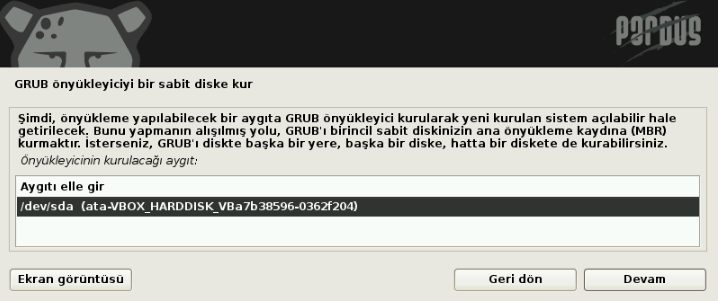 PARDUS
GRUB önyükleyiciyi bir sabit diske kur
Şimdi, önyükleme yapılabilecek bir aygıta GRUB önyükleyici kurularak yeni kurulan sistem açılabilir hale
getirilecek. Bunu yapmanın alışılmış yolu, GRUB'ı birincil sabit diskinizin ana önyükleme kaydına (MBR)
kurmaktır. İsterseniz, GRUB'ı diskte başka bir yere, başka bir diske, hatta bir diskete de kurabilirsiniz.
Önyükleyicinin kurulacağı aygıt:
Aygıtı elle gir
/dev/sda (ata-VBOX_HARDDISK_VBa7b38596-0362f204)
Ekran görüntüsü
Geri dön
Devam